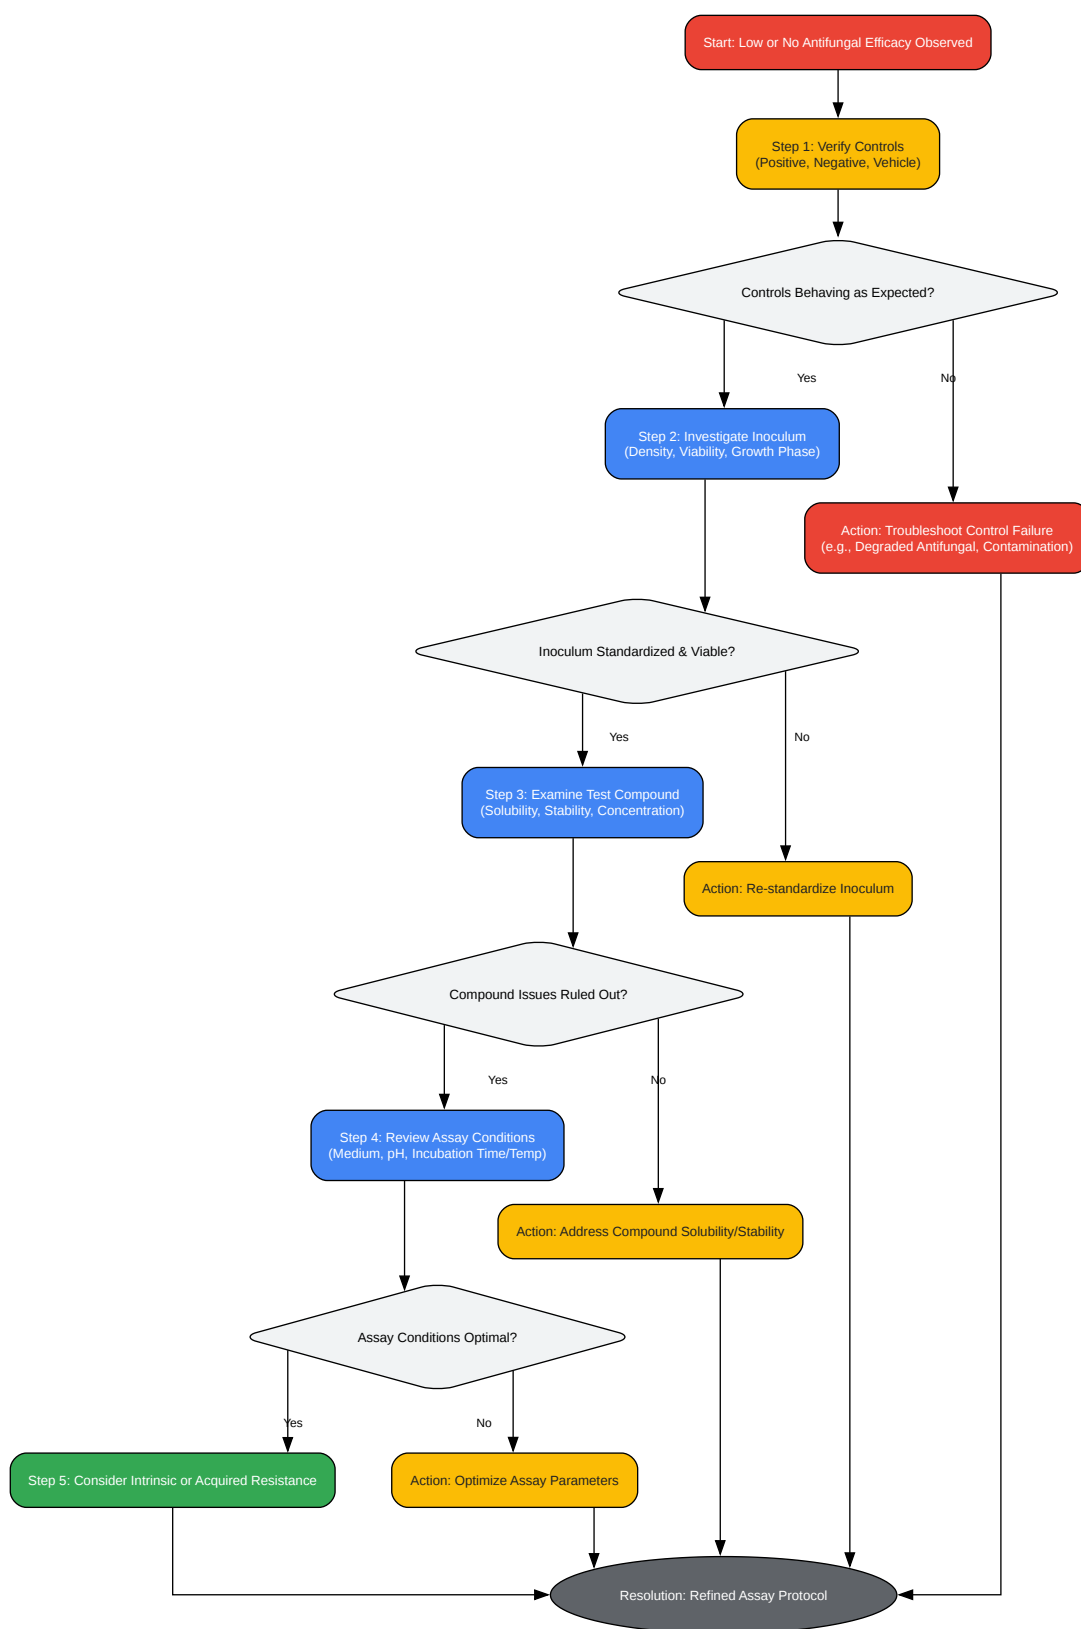 Start: Low or No Antifungal Efficacy Observed
Step 1: Verify Controls
(Positive, Negative, Vehicle)
Controls Behaving as Expected?
Yes
No
Step 2: Investigate Inoculum
(Density, Viability, Growth Phase)
Action: Troubleshoot Control Failure
(e.g., Degraded Antifungal, Contamination)
Inoculum Standardized & Viable?
Yes
No
Step 3: Examine Test Compound
(Solubility, Stability, Concentration)
Action: Re-standardize Inoculum
Compound Issues Ruled Out?
Yes
No
Step 4: Review Assay Conditions
(Medium, pH, Incubation Time/Temp)
Action: Address Compound Solubility/Stability
Assay Conditions Optimal?
Yes
No
Step 5: Consider Intrinsic or Acquired Resistance
Action: Optimize Assay Parameters
Resolution: Refined Assay Protocol